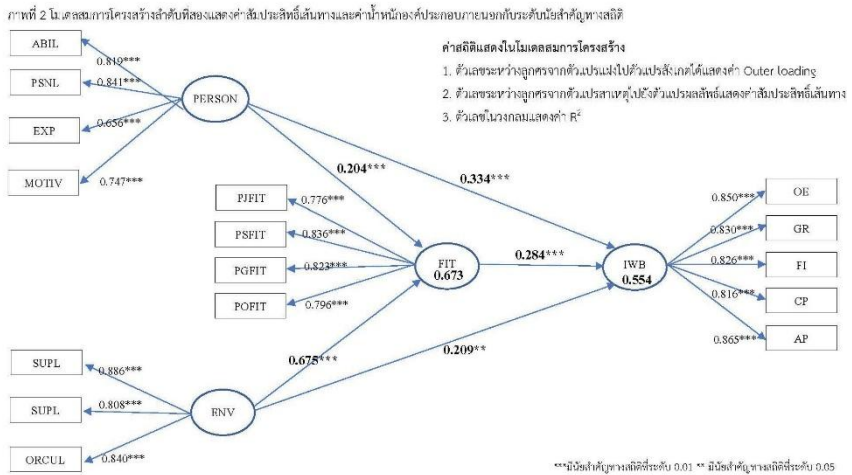 ภาพที่ 2 โมเดลสมการโครงสร้างลำดับที่สองแสดงค่าสัมประสิทธิ์เส้นทางและค่าน้ำหนักองค์ประกอบภายนอกกับระดับนัยสำคัญทางสถิติ
ค่าสถิติแสดงในโมเดลสมการโครงสร้าง
1. ตัวเลขระหว่างลูกศรจากตัวแปรแฝงไปตัวแปรสังเกตได้แสดงค่า Outer loading
2. ตัวเลขระหว่างลูกศรจากตัวแปรสาเหตุไปยังตัวแปรผลลัพธ์แสดงค่าสัมประสิทธิ์เส้นทาง
3. ตัวเลขในวงกลมแสดงค่า R²
ABIL
0.819***
PSNL
0.841***
PERSON
EXP
0.656***
MOTIV
0.747***
0.204***
0.334***
PJFIT
0.776***
PSFIT
0.836***
PGFIT
0.823***
POFIT
0.796***
FIT
0.673
0.284***
IWB
0.554
OE
0.850***
GR
0.830***
FI
0.826***
CP
0.816***
AP
0.865***
0.675***
0.209**
SUPL
0.886***
SUPL
0.808***
ENV
ORCUL
0.840***
***มีนัยสำคัญทางสถิติที่ระดับ 0.01 ** มีนัยสำคัญทางสถิติที่ระดับ 0.05